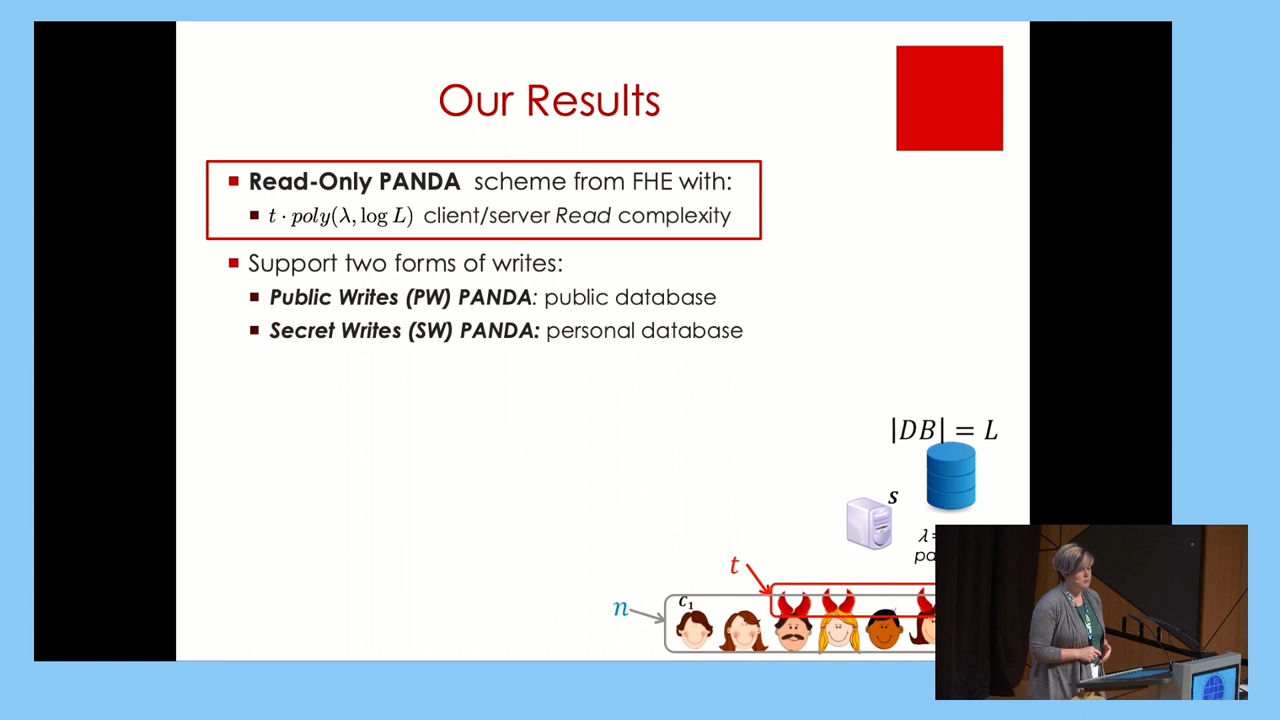 Our Results
Read-Only PANDA scheme from FHE with:
t · poly(λ, log L) client/server Read complexity
Support two forms of writes:
Public Writes (PW) PANDA: public database
Secret Writes (SW) PANDA: personal database
|DB| = L
S
λ =
t
n
C₁